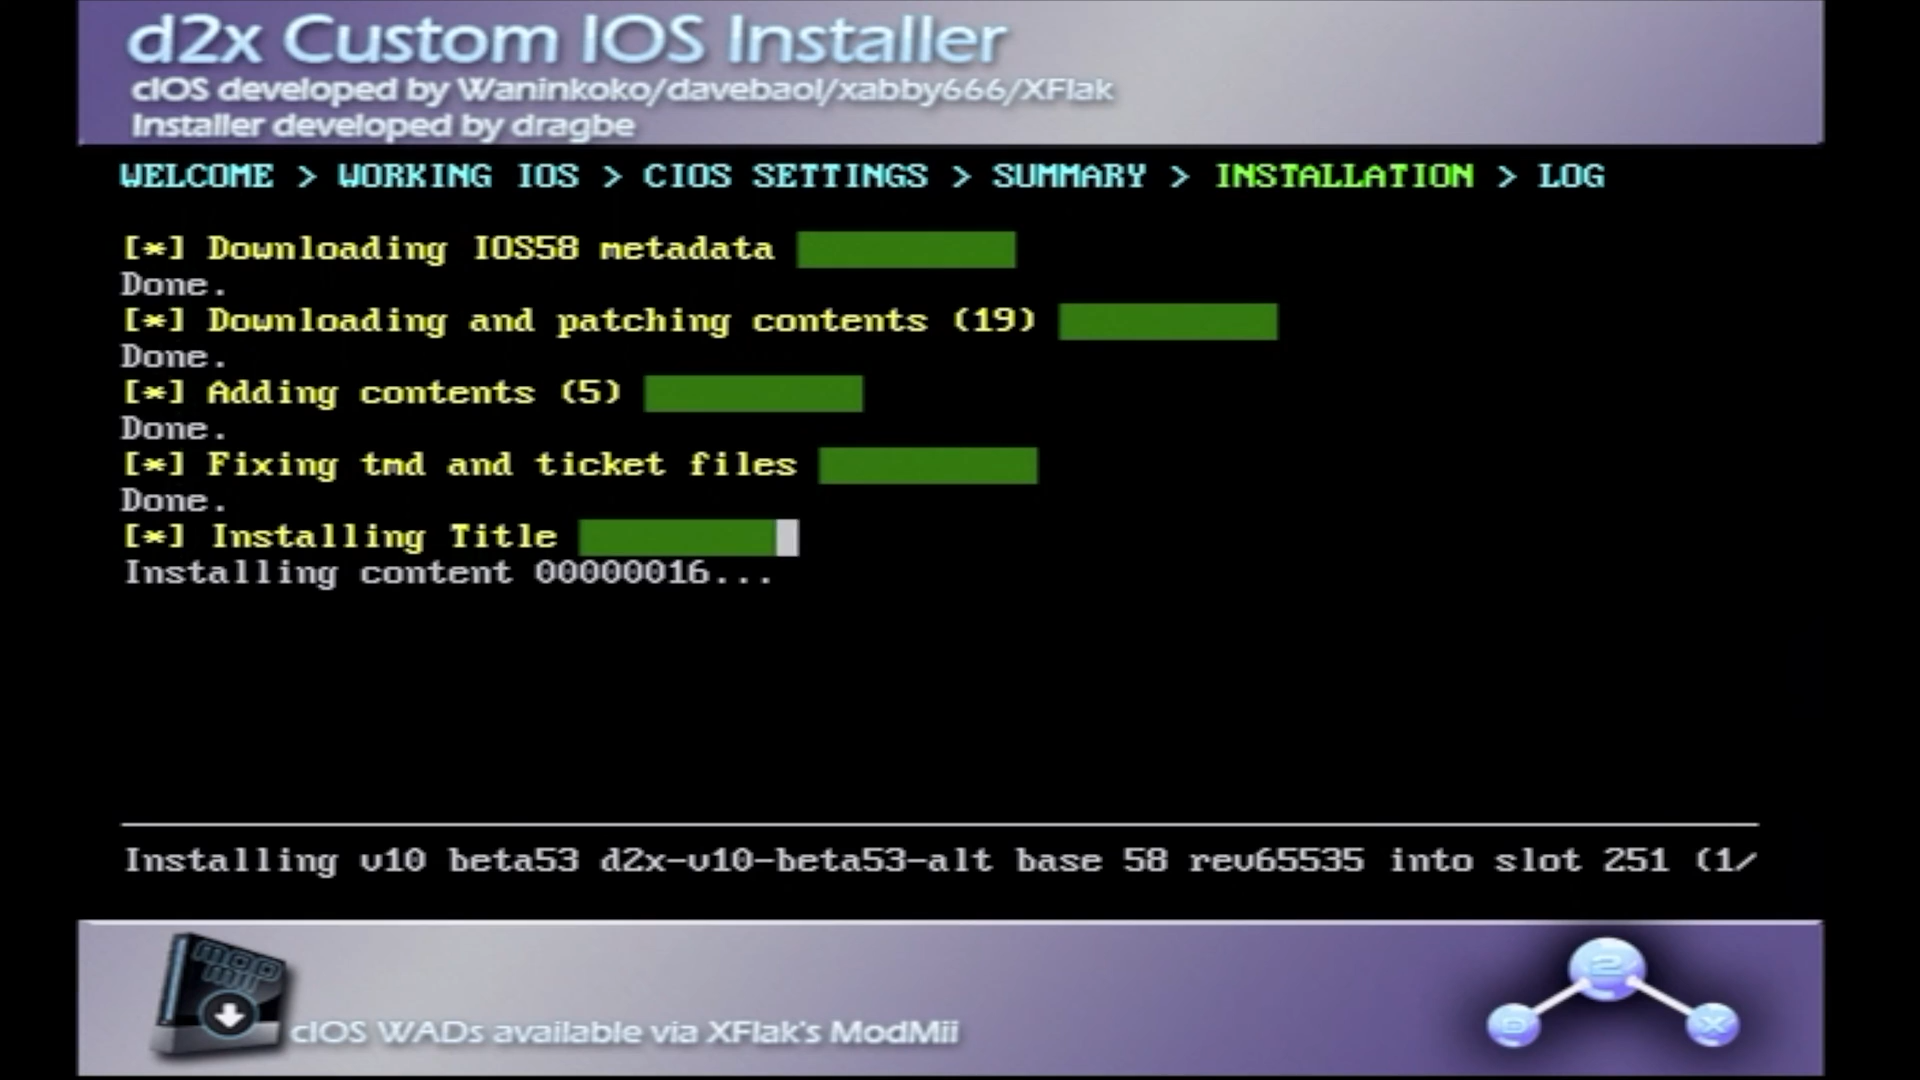 d2x Custom IOS Installer
cIOS developed by Waninkoko/davebaol/xabby666/XFlak
Installer developed by dragbe
WELCOME > WORKING IOS > CIOS SETTINGS > SUMMARY > INSTALLATION > LOG
[*] Downloading IOS58 metadata
Done.
[*] Downloading and patching contents (19)
Done.
[*] Adding contents (5)
Done.
[*] Fixing tmd and ticket files
Done.
[*] Installing Title
Installing content 00000016...
Installing v10 beta53 d2x-v10-beta53-alt base 58 rev65535 into slot 251 (1/
MOD MII
cIOS WADs available via XFlak's ModMii
D 2 X